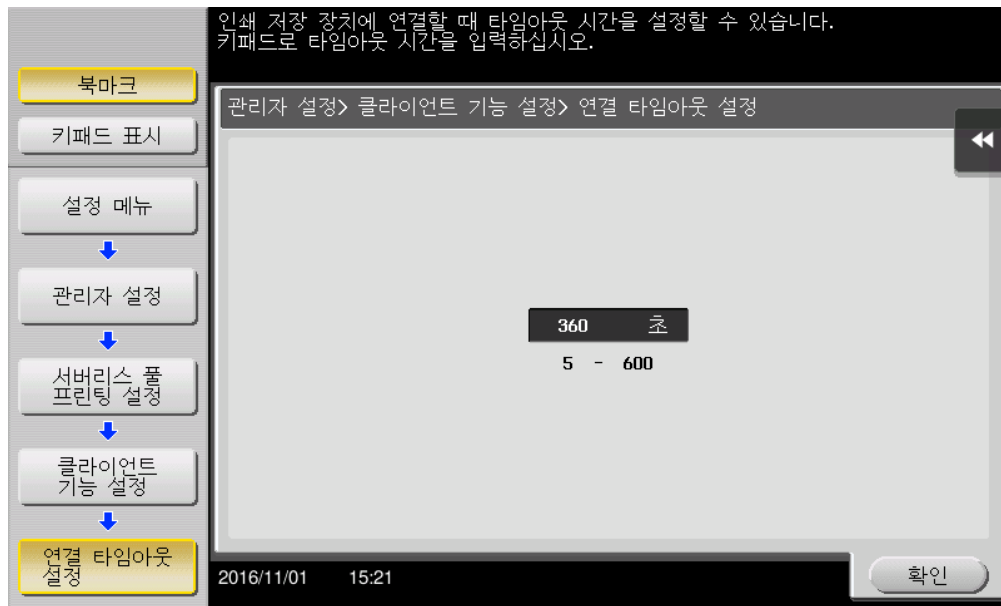 인쇄 저장 장치에 연결할 때 타임아웃 시간을 설정할 수 있습니다.
키패드로 타임아웃 시간을 입력하십시오.
북마크
관리자 설정> 클라이언트 기능 설정> 연결 타임아웃 설정
키패드 표시
설정 메뉴
관리자 설정
360 초
5 - 600
서버리스 풀
프린팅 설정
클라이언트
기능 설정
연결 타임아웃
설정
2016/11/01 15:21
확인